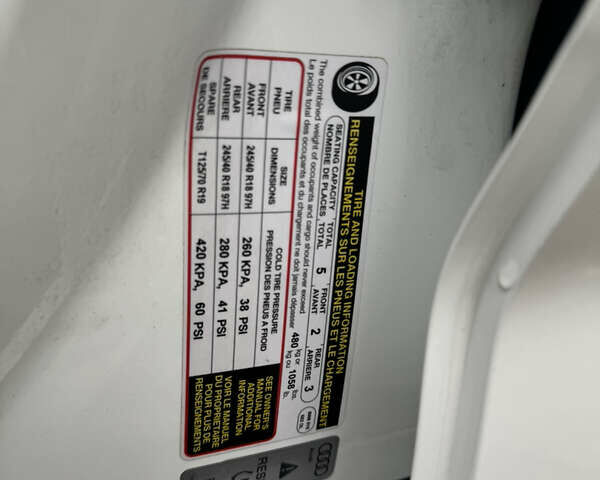 TIRE AND LOADING INFORMATION
RENSEIGNEMENTS SUR LES PNEUS ET LE CHARGEMENT
SEATING CAPACITY TOTAL 5 FRONT 2 REAR 3
NOMBRE DE PLACES TOTAL AVANT ARRIERE
The combined weight of occupants and cargo should never exceed 480 kg or 1058 lbs.
Le poids total des occupants et du chargement ne doit jamais dépasser kg ou lb.
TIRE SIZE COLD TIRE PRESSURE
PNEU DIMENSIONS PRESSION DES PNEUS A FROID
FRONT 245/40 R18 97H 260 KPA, 38 PSI
AVANT
REAR 245/40 R18 97H 280 KPA, 41 PSI
ARRIERE
SPARE T125/70 R19 420 KPA, 60 PSI
DE SECOURS
SEE OWNER'S
MANUAL FOR
ADDITIONAL
INFORMATION
VOIR LE MANUEL
DU PROPRIETAIRE
POUR PLUS DE
RENSEIGNEMENTS
RES